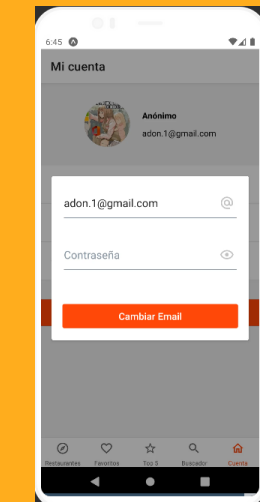 6:45
Mi cuenta
Anónimo
adon.1@gmail.com
adon.1@gmail.com
Contraseña
Cambiar Email
Restaurantes Favoritos Top 5 Buscador Cuenta